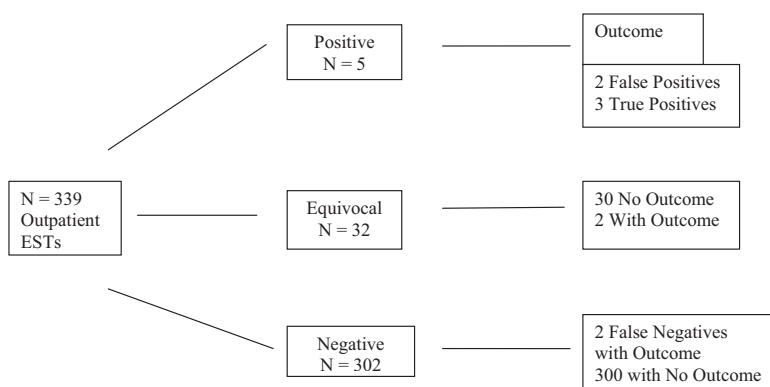 Positive
N = 5
Outcome
2 False Positives
3 True Positives
N = 339
Outpatient
ESTs
Equivocal
N = 32
30 No Outcome
2 With Outcome
Negative
N = 302
2 False Negatives
with Outcome
300 with No Outcome